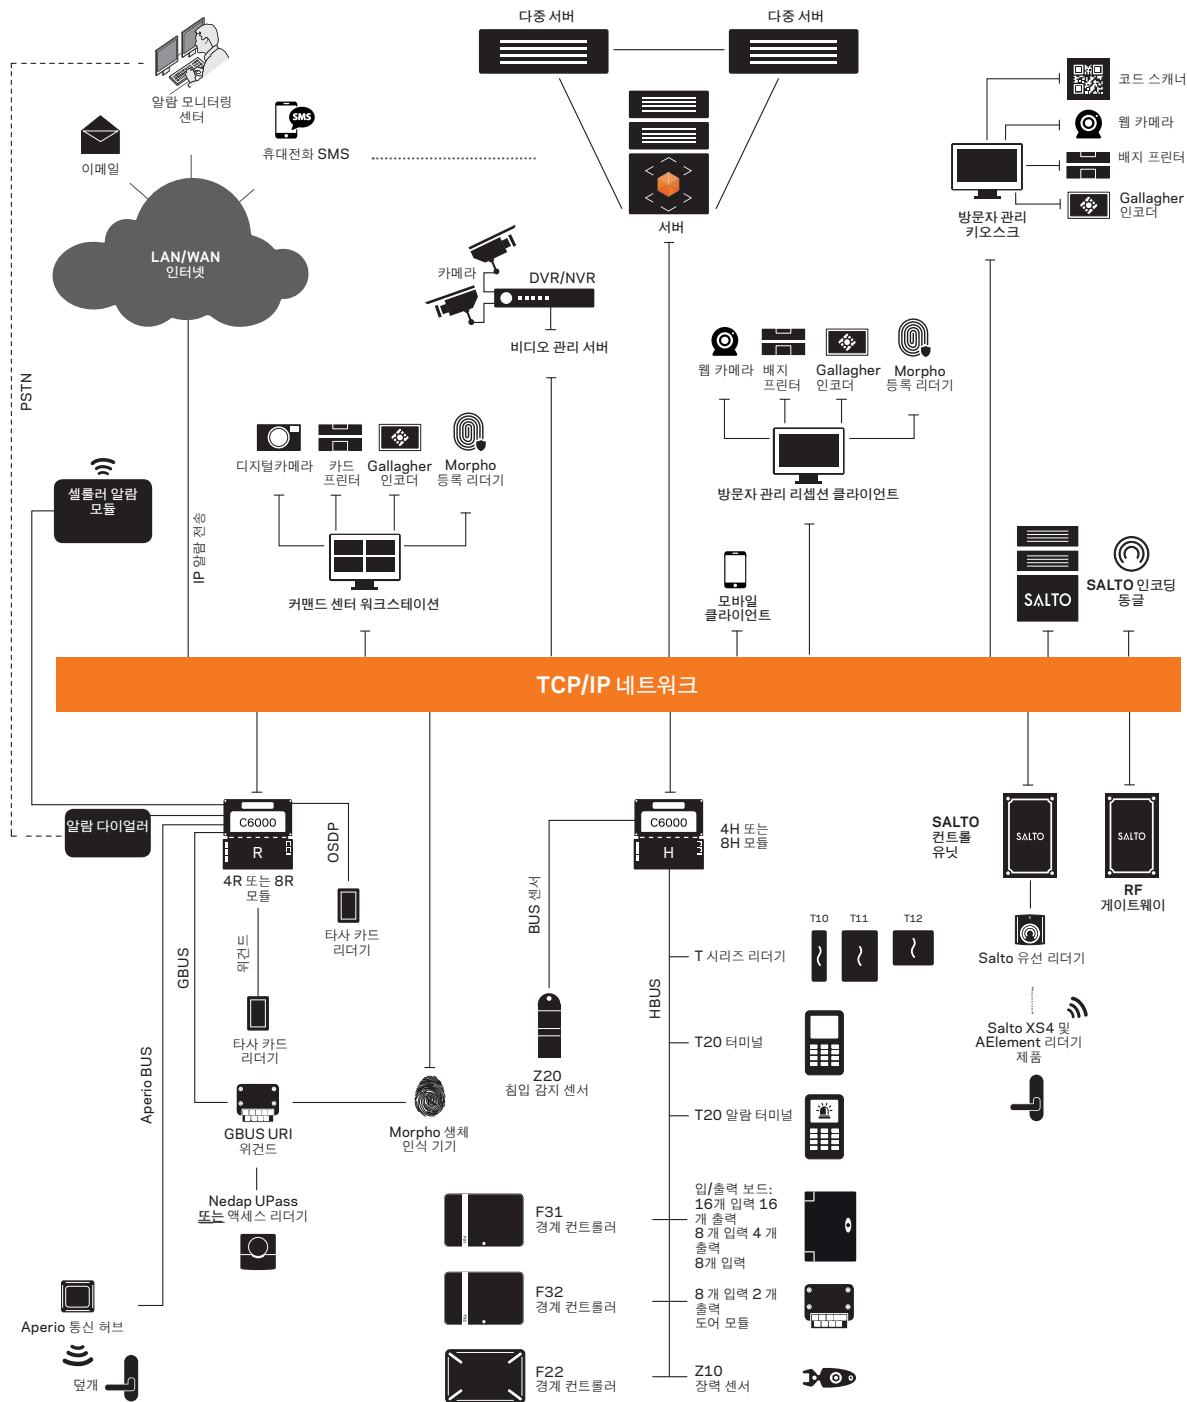 다중 서버
다중 서버
알람 모니터링
센터
SMS
휴대전화 SMS
이메일
LAN/WAN
인터넷
서버
코드 스캐너
웹 카메라
배지 프린터
Gallagher
인코더
방문자 관리
키오스크
카메라
DVR/NVR
비디오 관리 서버
웹 카메라
배지
프린터
Gallagher
인코더
Morpho
등록 리더기
방문자 관리 리셉션 클라이언트
PSTN
셀룰러 알람
모듈
IP 알람 전송
디지털카메라
카드
프린터
Gallagher
인코더
Morpho
등록 리더기
커맨드 센터 워크스테이션
모바일
클라이언트
SALTO
SALTO 인코딩
동글
TCP/IP 네트워크
알람 다이얼러
C6000
R
4R 또는 8R
모듈
OSDP
타사 카드
리더기
위건드
GBUS
타사 카드
리더기
Aperio BUS
GBUS URI
위건드
Morpho 생체
인식 기기
Nedap UPass
또는 액세스 리더기
Aperio 통신 허브
덮개
C6000
H
4H 또는
8H 모듈
BUS 센서
Z20
침입 감지 센서
HBUS
T10
T11
T12
T 시리즈 리더기
T20 터미널
T20 알람 터미널
입/출력 보드:
16개 입력 16
개 출력
8 개 입력 4 개
출력
8개 입력
F31
F31
경계 컨트롤러
F32
F32
경계 컨트롤러
8 개 입력 2 개
출력
도어 모듈
F22
경계 컨트롤러
Z10
장력 센서
SALTO
컨트롤
유닛
SALTO
SALTO
RF
게이트웨이
Salto 유선 리더기
Salto XS4 및
AElement 리더기
제품